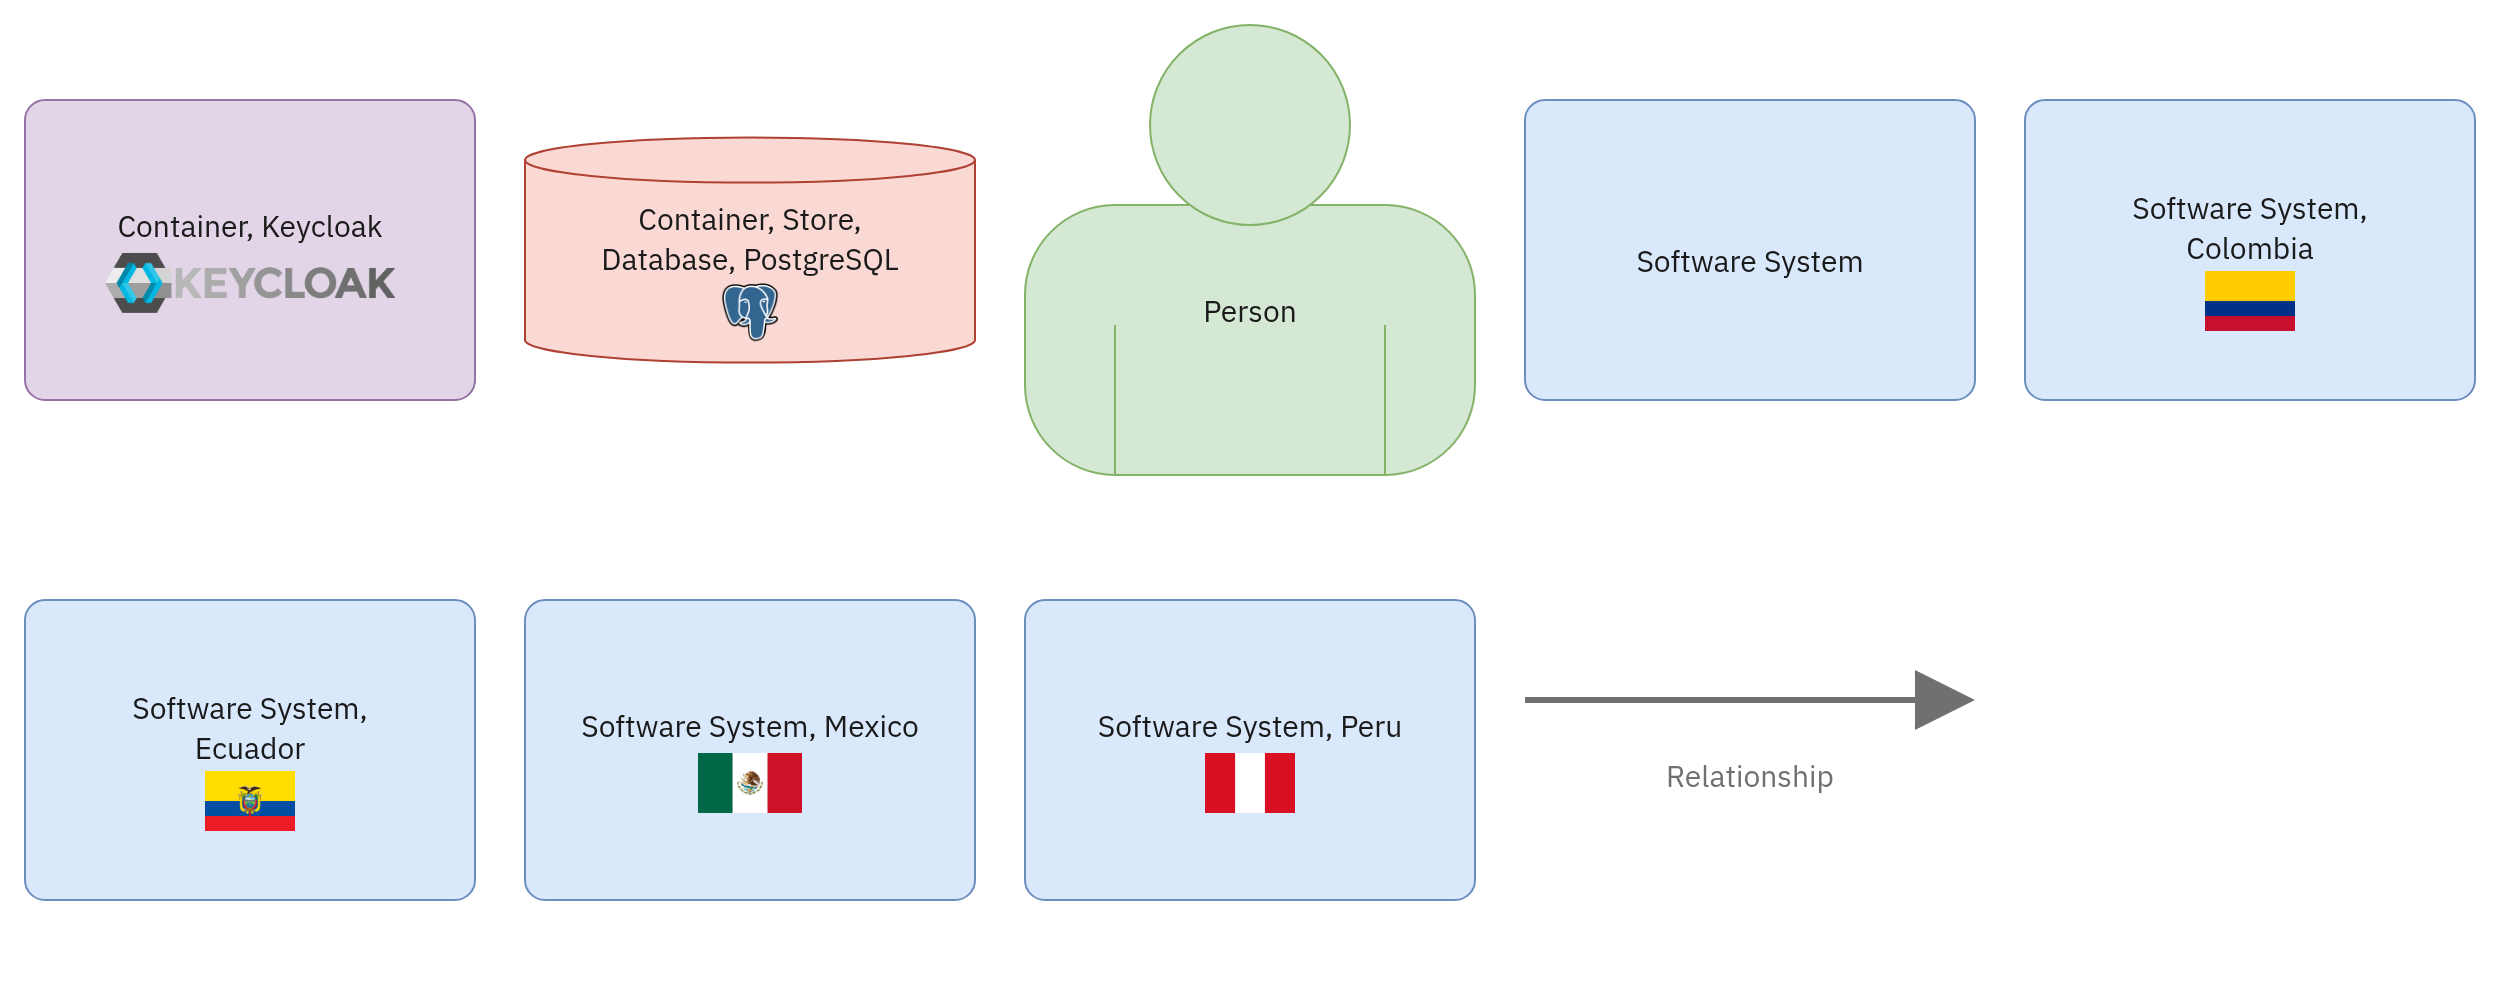 Container, Keycloak
KEYCLOAK
Container, Store,
Database, PostgreSQL
Person
Software System
Software System,
Colombia
Software System,
Ecuador
Software System, Mexico
Software System, Peru
Relationship